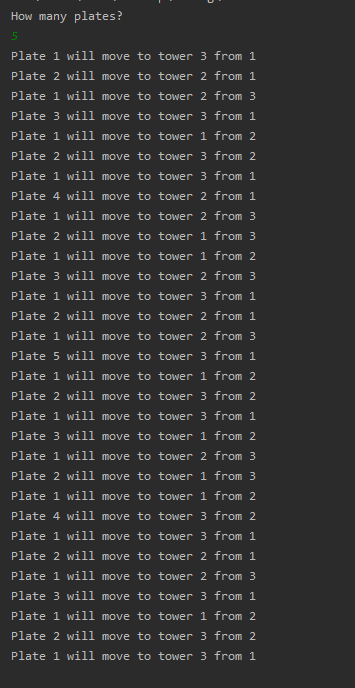 How many plates?
5
Plate 1 will move to tower 3 from 1
Plate 2 will move to tower 2 from 1
Plate 1 will move to tower 2 from 3
Plate 3 will move to tower 3 from 1
Plate 1 will move to tower 1 from 2
Plate 2 will move to tower 3 from 2
Plate 1 will move to tower 3 from 1
Plate 4 will move to tower 2 from 1
Plate 1 will move to tower 2 from 3
Plate 2 will move to tower 1 from 3
Plate 1 will move to tower 1 from 2
Plate 3 will move to tower 2 from 3
Plate 1 will move to tower 3 from 1
Plate 2 will move to tower 2 from 1
Plate 1 will move to tower 2 from 3
Plate 5 will move to tower 3 from 1
Plate 1 will move to tower 1 from 2
Plate 2 will move to tower 3 from 2
Plate 1 will move to tower 3 from 1
Plate 3 will move to tower 1 from 2
Plate 1 will move to tower 2 from 3
Plate 2 will move to tower 1 from 3
Plate 1 will move to tower 1 from 2
Plate 4 will move to tower 3 from 2
Plate 1 will move to tower 3 from 1
Plate 2 will move to tower 2 from 1
Plate 1 will move to tower 2 from 3
Plate 3 will move to tower 3 from 1
Plate 1 will move to tower 1 from 2
Plate 2 will move to tower 3 from 2
Plate 1 will move to tower 3 from 1